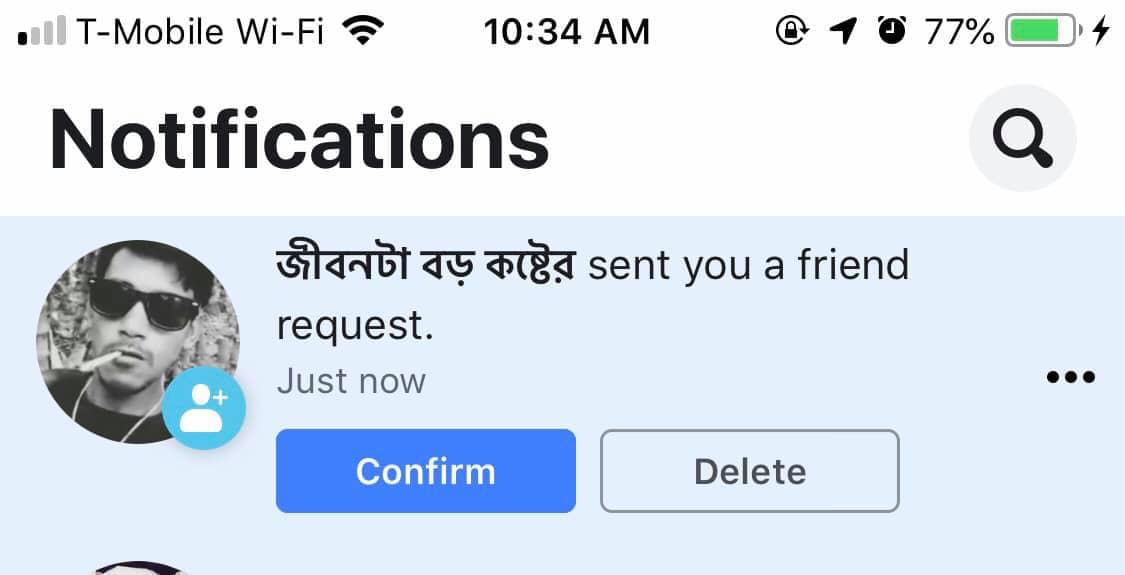 T-Mobile Wi-Fi 10:34 AM 77%
Notifications
জীবনটা বড় কষ্টের sent you a friend
request.
Just now
Confirm Delete